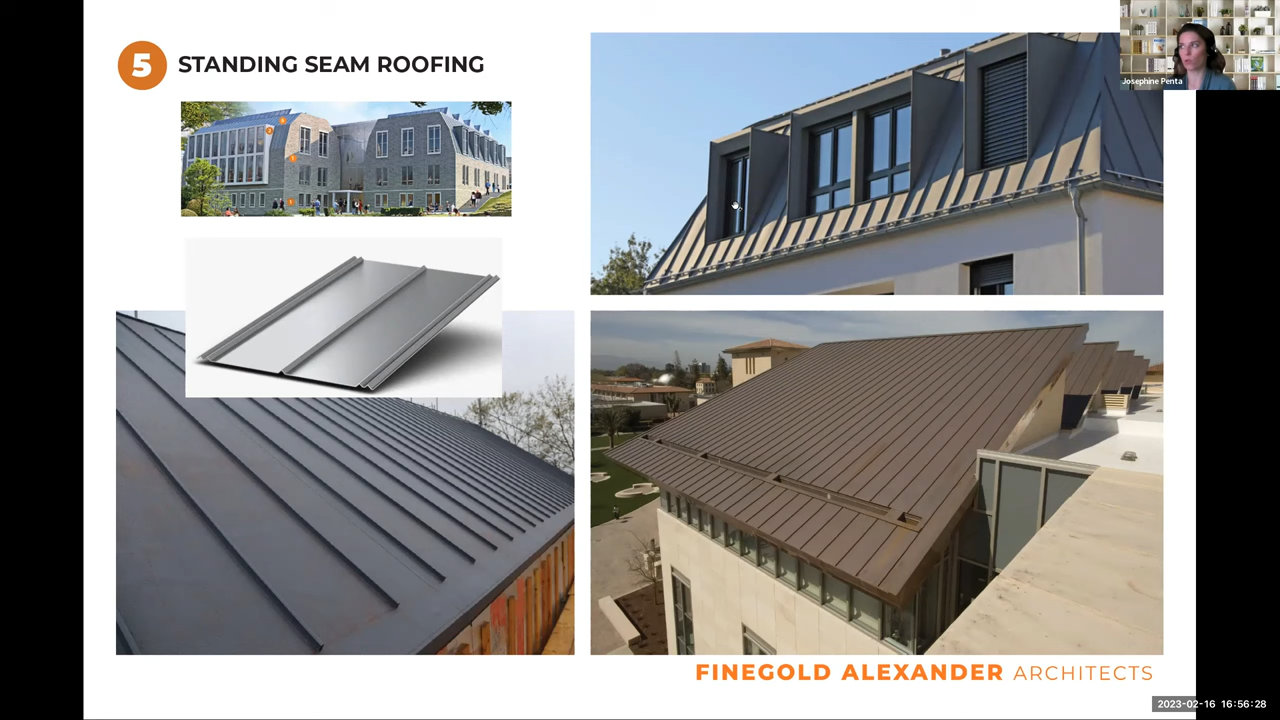 5 STANDING SEAM ROOFING
Josephine Penta
FINEGOLD ALEXANDER ARCHITECTS
2023-02-16 16:56:28